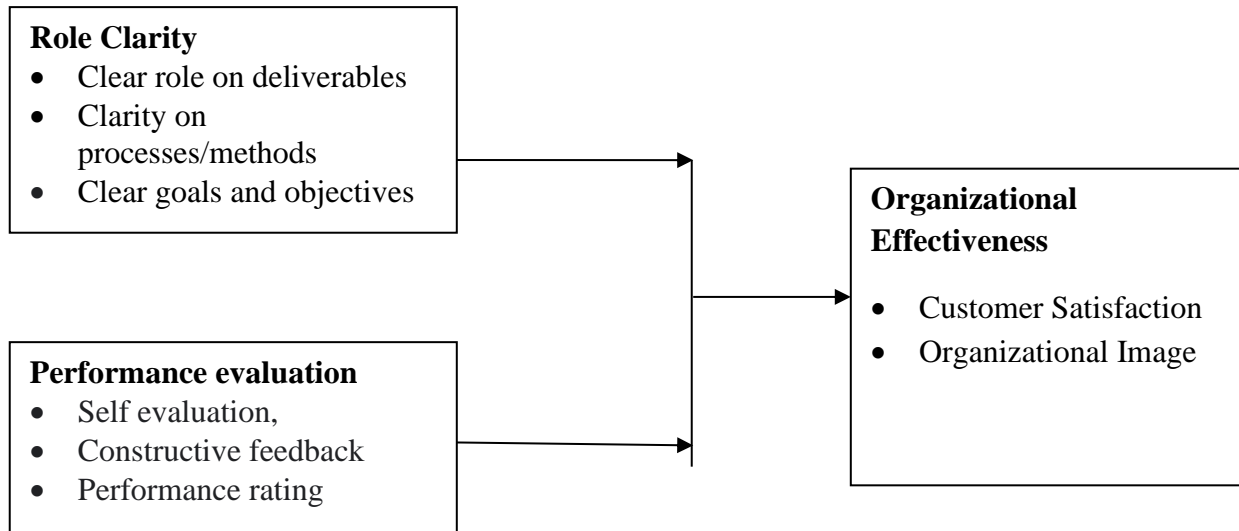 Role Clarity
• Clear role on deliverables
• Clarity on
processes/methods
• Clear goals and objectives
Performance evaluation
• Self evaluation,
• Constructive feedback
• Performance rating
Organizational
Effectiveness
• Customer Satisfaction
• Organizational Image